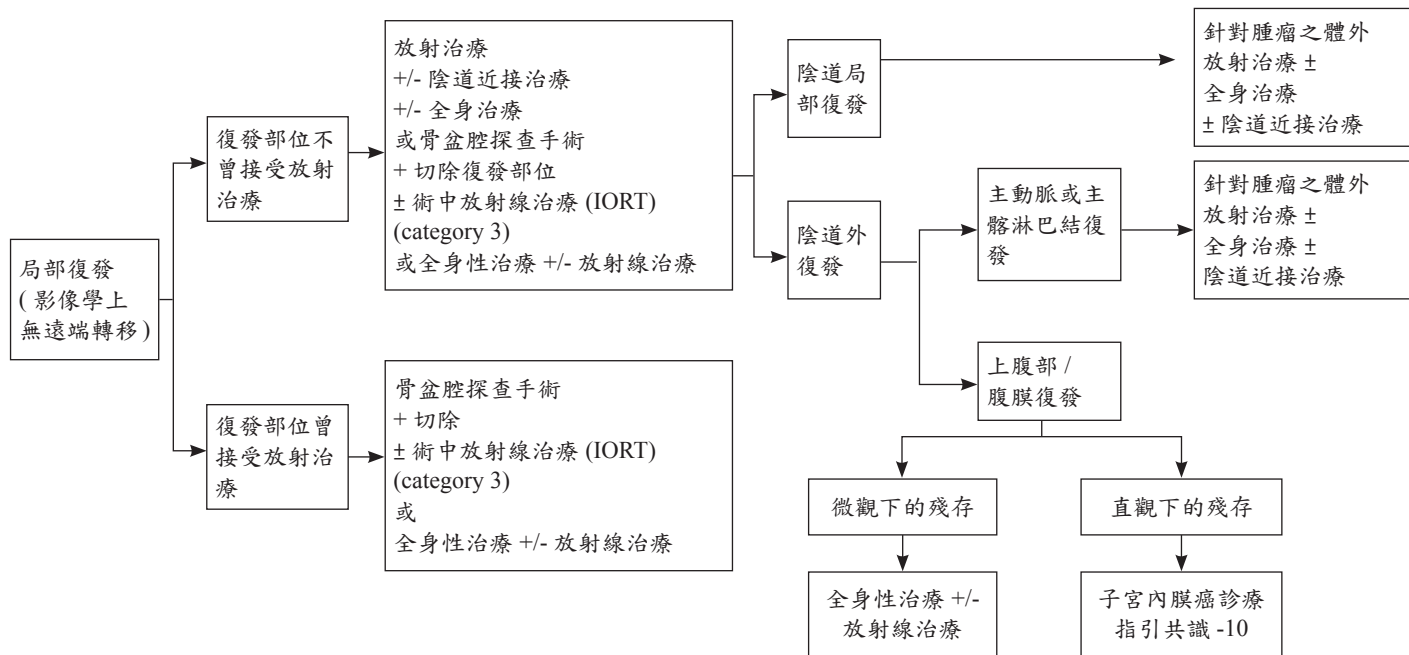 局部復發
( 影像學上
無遠端轉移 )
復發部位不
曾接受放射
治療
放射治療
+/- 陰道近接治療
+/- 全身治療
或骨盆腔探查手術
+ 切除復發部位
± 術中放射線治療 (IORT)
(category 3)
或全身性治療 +/- 放射線治療
陰道局
部復發
針對腫瘤之體外
放射治療 ±
全身治療
± 陰道近接治療
陰道外
復發
主動脈或主
髂淋巴結復
發
針對腫瘤之體外
放射治療 ±
全身治療 ±
陰道近接治療
上腹部 /
腹膜復發
微觀下的殘存
直觀下的殘存
全身性治療 +/-
放射線治療
子宮內膜癌診療
指引共識 -10
復發部位曾
接受放射治
療
骨盆腔探查手術
+ 切除
± 術中放射線治療 (IORT)
(category 3)
或
全身性治療 +/- 放射線治療